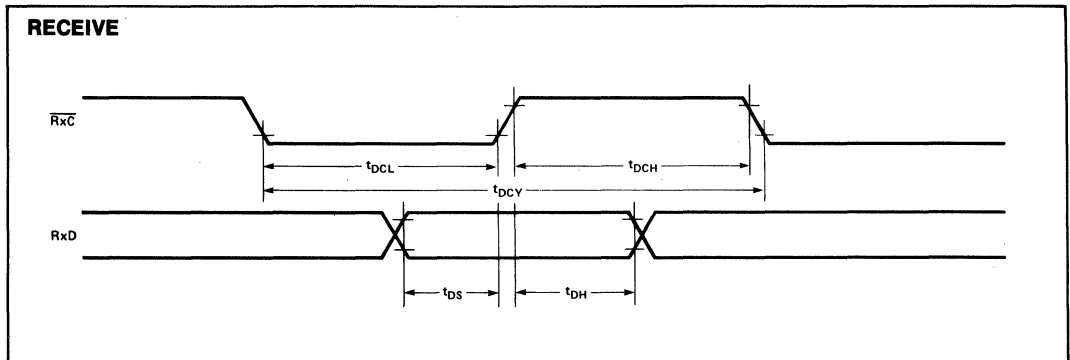 RECEIVE
RxC
tDCL
tDCH
tDCY
RxD
tDS
tDH